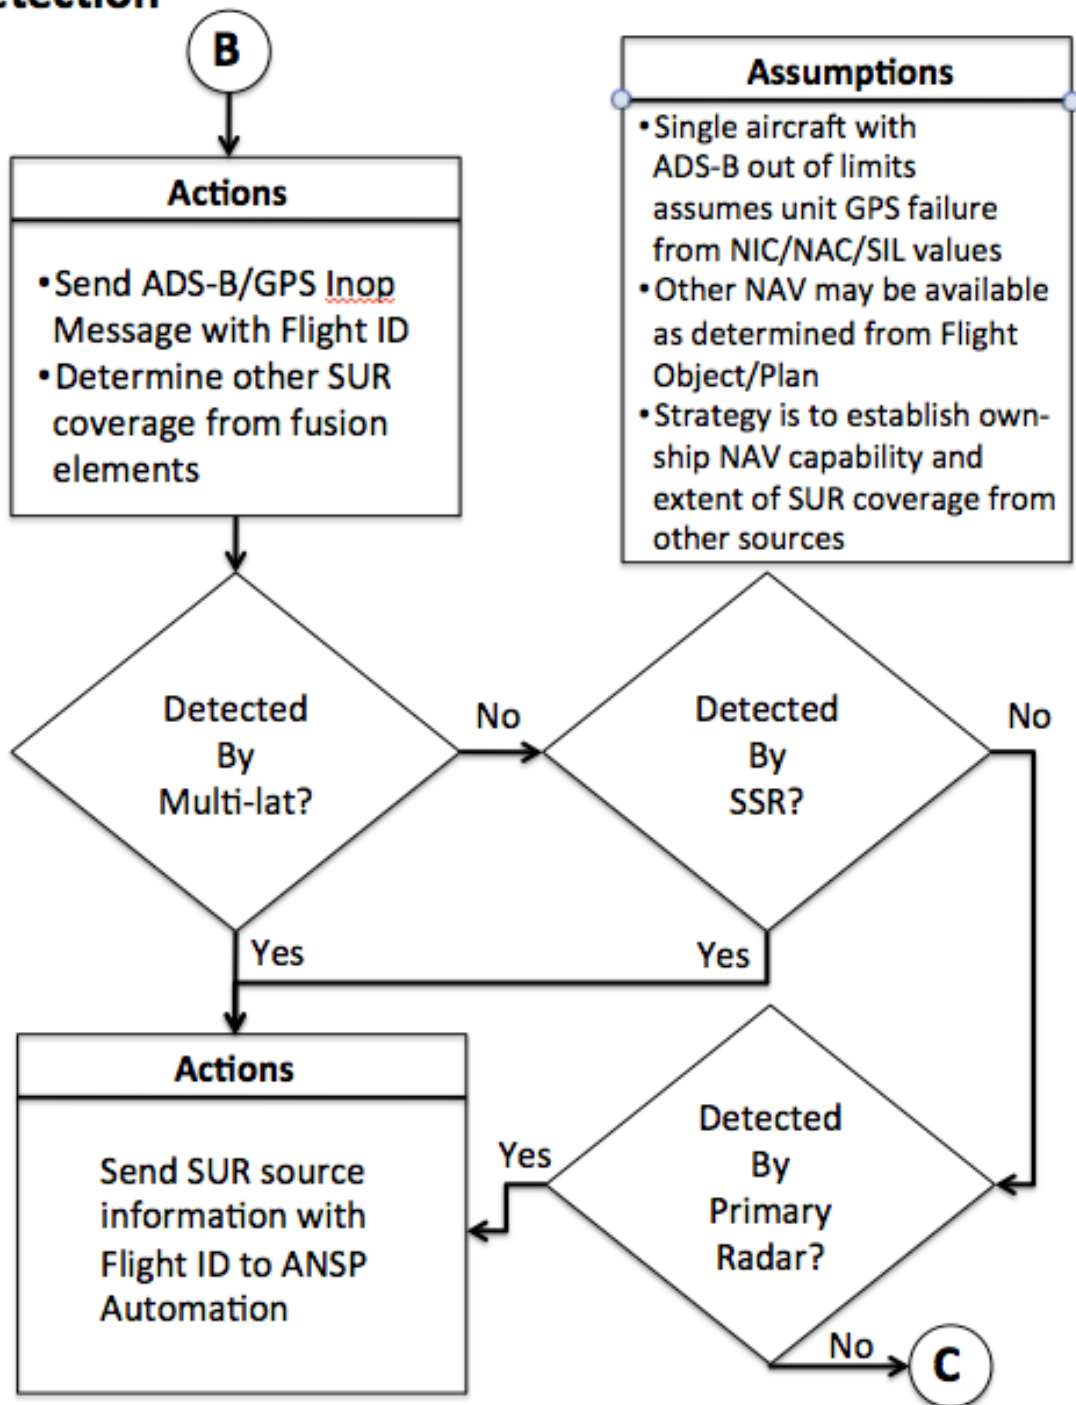 B
Actions
•Send ADS-B/GPS Inop
Message with Flight ID
•Determine other SUR
coverage from fusion
elements
Assumptions
•Single aircraft with
ADS-B out of limits
assumes unit GPS failure
from NIC/NAC/SIL values
•Other NAV may be available
as determined from Flight
Object/Plan
•Strategy is to establish own-
ship NAV capability and
extent of SUR coverage from
other sources
Detected
By
Multi-lat?
No
Detected
By
SSR?
No
Yes
Yes
Actions
Send SUR source
information with
Flight ID to ANSP
Automation
Yes
Detected
By
Primary
Radar?
No
C